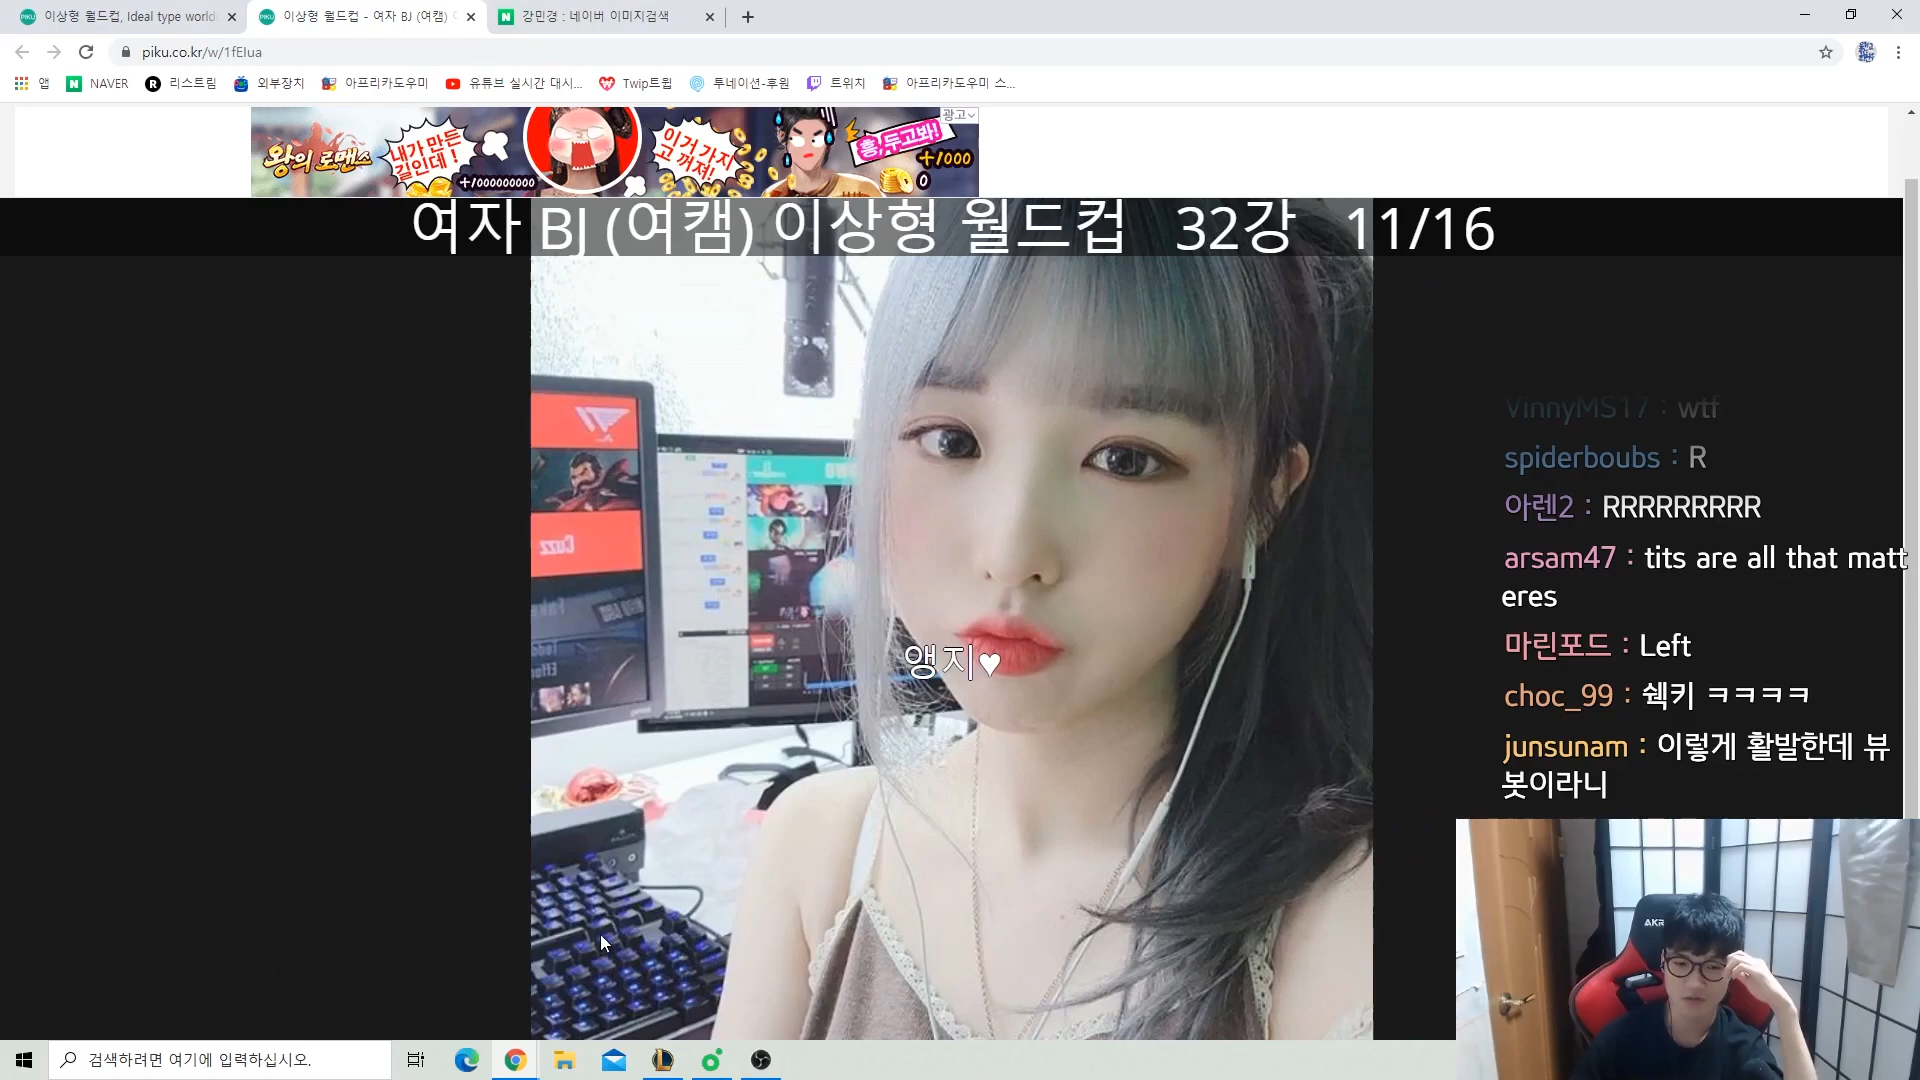 이상형 월드컵, Ideal type world
이상형 월드컵 - 여자 BJ (여캠)
강민경 : 네이버 이미지검색
piku.co.kr/w/1fEIua
앱
NAVER
리스트림
외부장치
아프리카도우미
유튜브 실시간 대시...
Twip트윕
투네이션-후원
트위치
아프리카도우미 스...
광고
왕의 로맨스
내가 만든
길인데!
+1000000000
이거 가지
고 꺼져!
흥, 두고봐!
+1000
0
여자 BJ (여캠) 이상형 월드컵 32강 11/16
VinnyMS17 : wtf
spiderboubs : R
아렌2 : RRRRRRRRR
arsam47 : tits are all that matt
eres
마린포드 : Left
choc_99 : 쉑키 ㅋㅋㅋㅋ
junsunam : 이렇게 활발한데 뷰
봇이라니
앵지♥
Cuzz
AKR
검색하려면 여기에 입력하십시오.